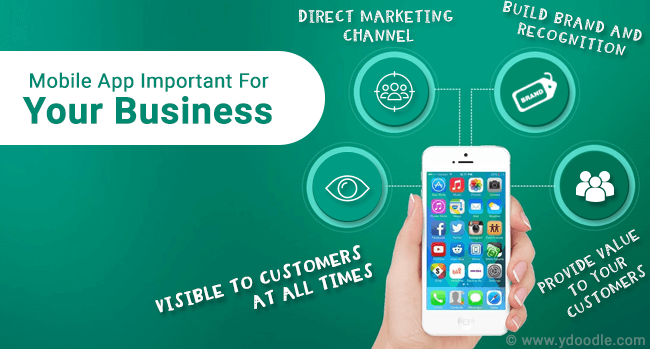 DIRECT MARKETING
CHANNEL
BUILD BRAND AND
RECOGNITION
Mobile App Important For
Your Business
BRAND
VISIBLE TO CUSTOMERS
AT ALL TIMES
PROVIDE VALUE
TO YOUR
CUSTOMERS
© www.ydoodle.com